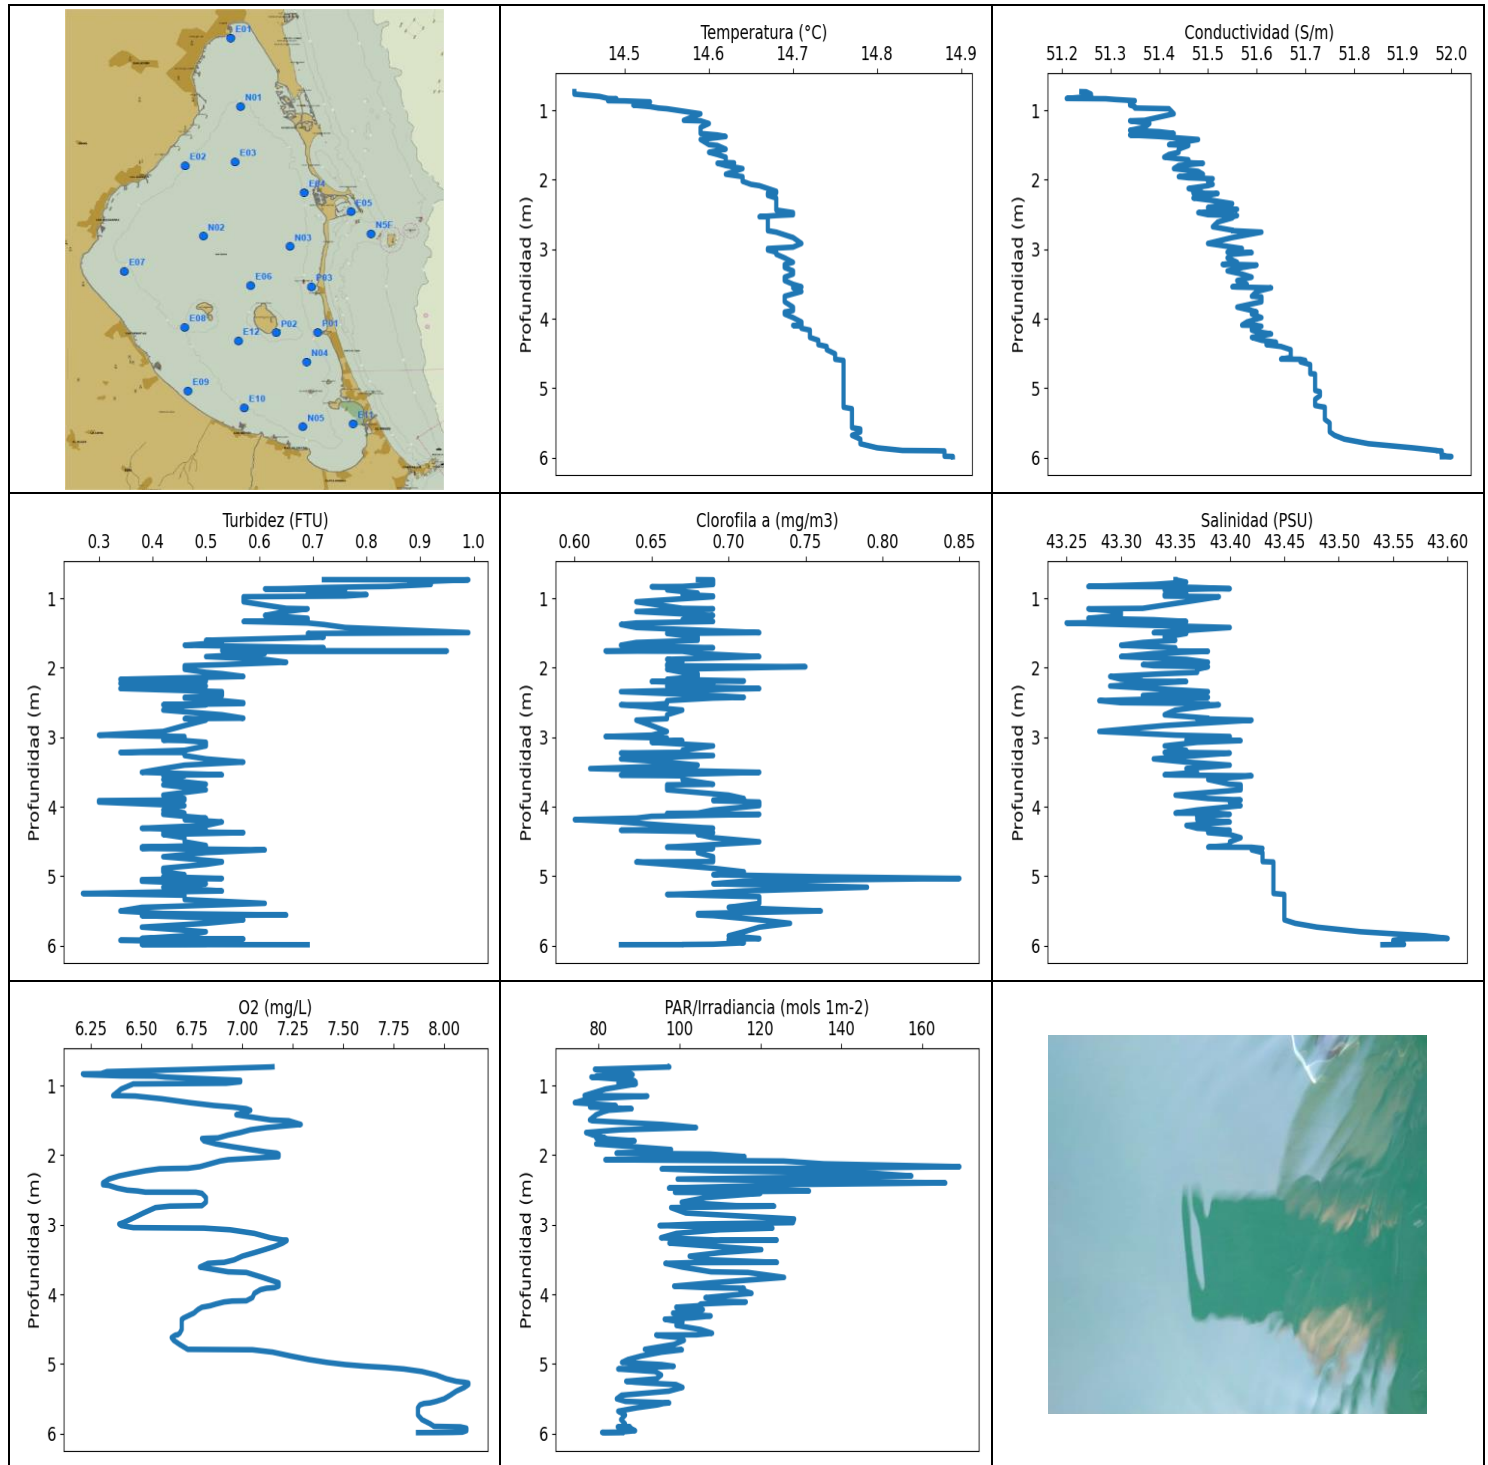 E01
N01
E02
E03
E04
E05
N5F
N02
N03
E07
E06
P03
E08
P02
P01
E12
N04
E09
E10
N05
E11
Temperatura (°C)
14.5 14.6 14.7 14.8 14.9
Profundidad (m)
1
2
3
4
5
6
Conductividad (S/m)
51.2 51.3 51.4 51.5 51.6 51.7 51.8 51.9 52.0
Profundidad (m)
1
2
3
4
5
6
Turbidez (FTU)
0.3 0.4 0.5 0.6 0.7 0.8 0.9 1.0
Profundidad (m)
1
2
3
4
5
6
Clorofila a (mg/m3)
0.60 0.65 0.70 0.75 0.80 0.85
Profundidad (m)
1
2
3
4
5
6
Salinidad (PSU)
43.25 43.30 43.35 43.40 43.45 43.50 43.55 43.60
Profundidad (m)
1
2
3
4
5
6
O2 (mg/L)
6.25 6.50 6.75 7.00 7.25 7.50 7.75 8.00
Profundidad (m)
1
2
3
4
5
6
PAR/Irradiancia (mols 1m-2)
80 100 120 140 160
Profundidad (m)
1
2
3
4
5
6